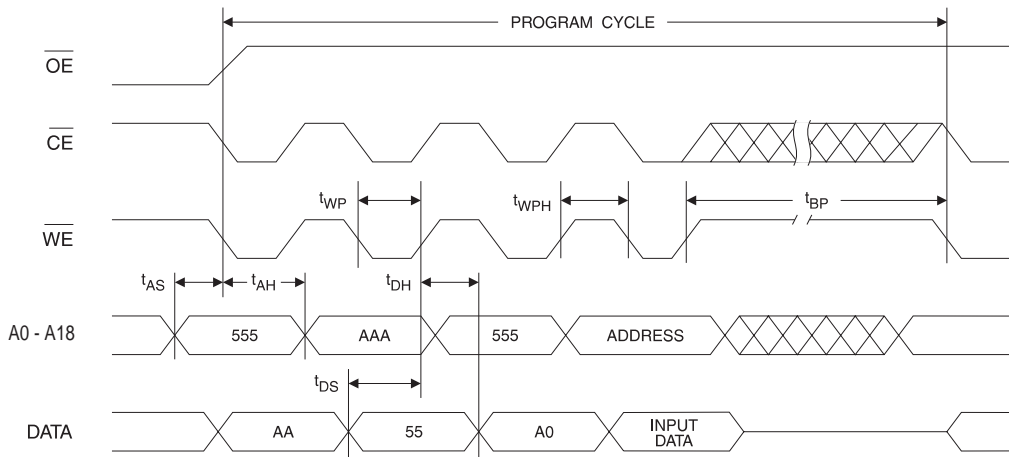 PROGRAM CYCLE
OE
CE
tWP
tWPH
tBP
WE
tAS
tAH
tDH
A0 - A18
555
AAA
555
ADDRESS
tDS
DATA
AA
55
A0
INPUT
DATA